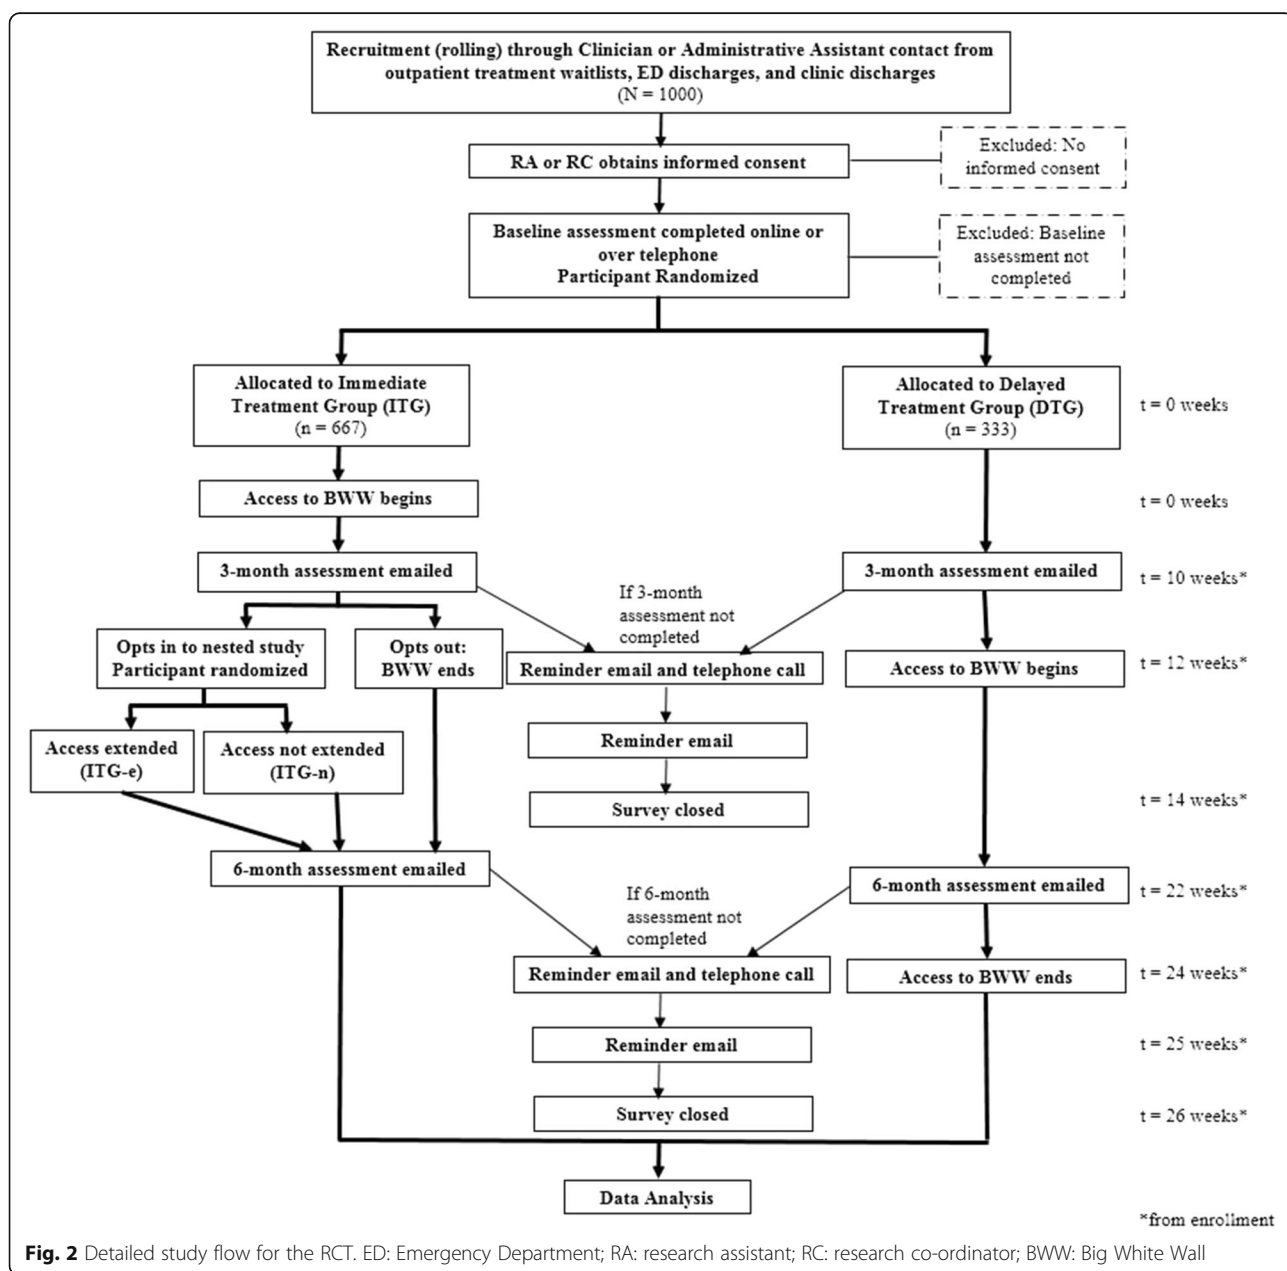 Recruitment (rolling) through Clinician or Administrative Assistant contact from
outpatient treatment waitlists, ED discharges, and clinic discharges
(N = 1000)
RA or RC obtains informed consent
Excluded: No
informed consent
Baseline assessment completed online or
over telephone
Participant Randomized
Excluded: Baseline
assessment not
completed
Allocated to Immediate
Treatment Group (ITG)
(n = 667)
Allocated to Delayed
Treatment Group (DTG)
(n = 333)
t = 0 weeks
Access to BWW begins
t = 0 weeks
3-month assessment emailed
3-month assessment emailed
t = 10 weeks*
If 3-month
assessment not
completed
Opts in to nested study
Participant randomized
Opts out:
BWW ends
Reminder email and telephone call
Access to BWW begins
t = 12 weeks*
Access extended
(ITG-e)
Access not extended
(ITG-n)
Reminder email
Survey closed
t = 14 weeks*
6-month assessment emailed
6-month assessment emailed
t = 22 weeks*
If 6-month
assessment not
completed
Reminder email and telephone call
Access to BWW ends
t = 24 weeks*
Reminder email
t = 25 weeks*
Survey closed
t = 26 weeks*
Data Analysis
*from enrollment
Fig. 2 Detailed study flow for the RCT. ED: Emergency Department; RA: research assistant; RC: research co-ordinator; BWW: Big White Wall